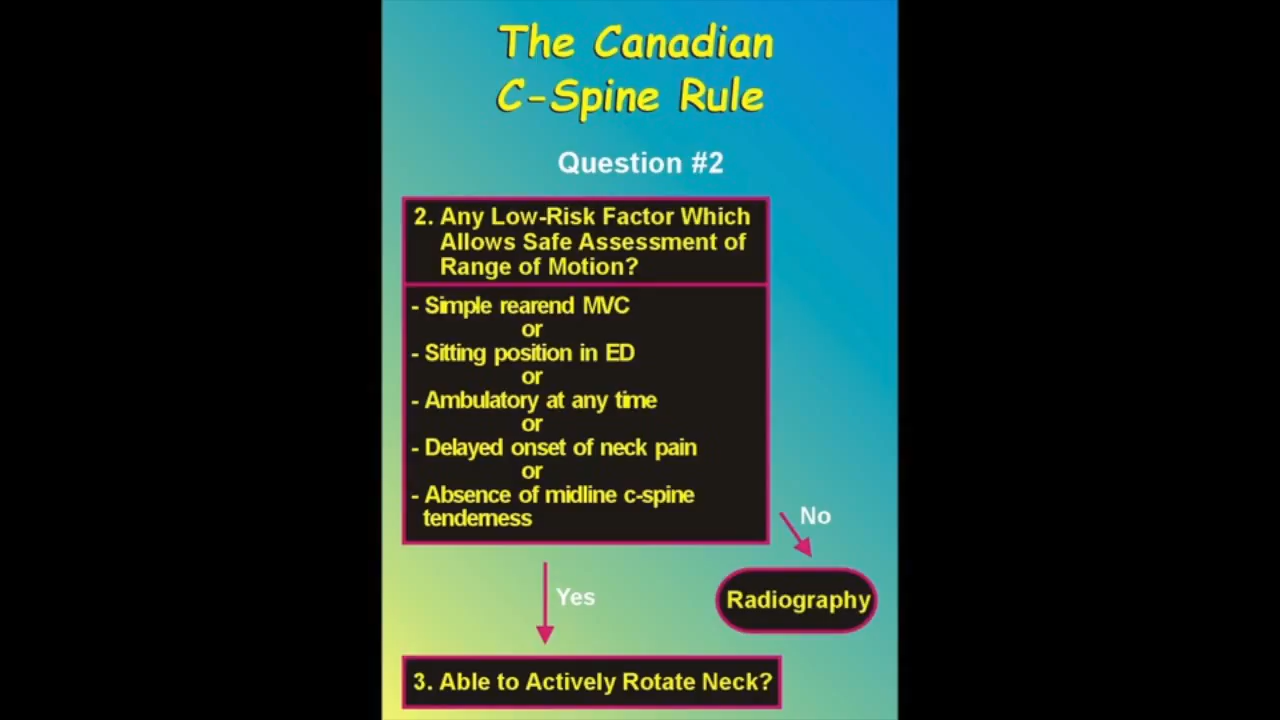 The Canadian
C-Spine Rule
Question #2
2. Any Low-Risk Factor Which
Allows Safe Assessment of
Range of Motion?
- Simple rearend MVC
or
- Sitting position in ED
or
- Ambulatory at any time
or
- Delayed onset of neck pain
or
- Absence of midline c-spine
tenderness
No
Radiography
Yes
3. Able to Actively Rotate Neck?